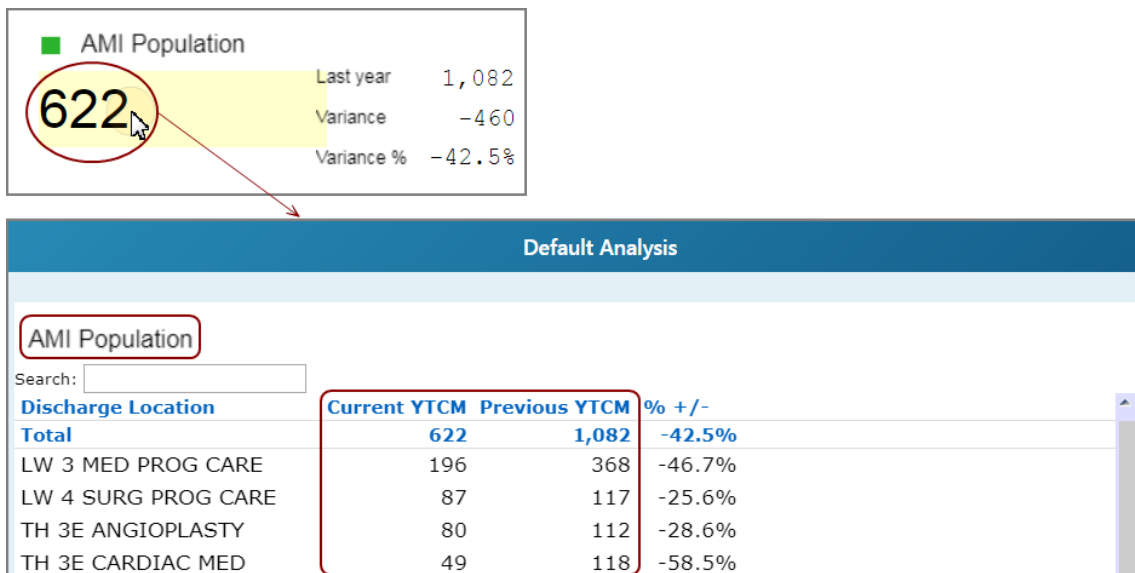 AMI Population
622
Last year 1,082
Variance -460
Variance % -42.5%
Default Analysis
AMI Population
Search:
Discharge Location Current YTCM Previous YTCM % +/-
Total 622 1,082 -42.5%
LW 3 MED PROG CARE 196 368 -46.7%
LW 4 SURG PROG CARE 87 117 -25.6%
TH 3E ANGIOPLASTY 80 112 -28.6%
TH 3E CARDIAC MED 49 118 -58.5%